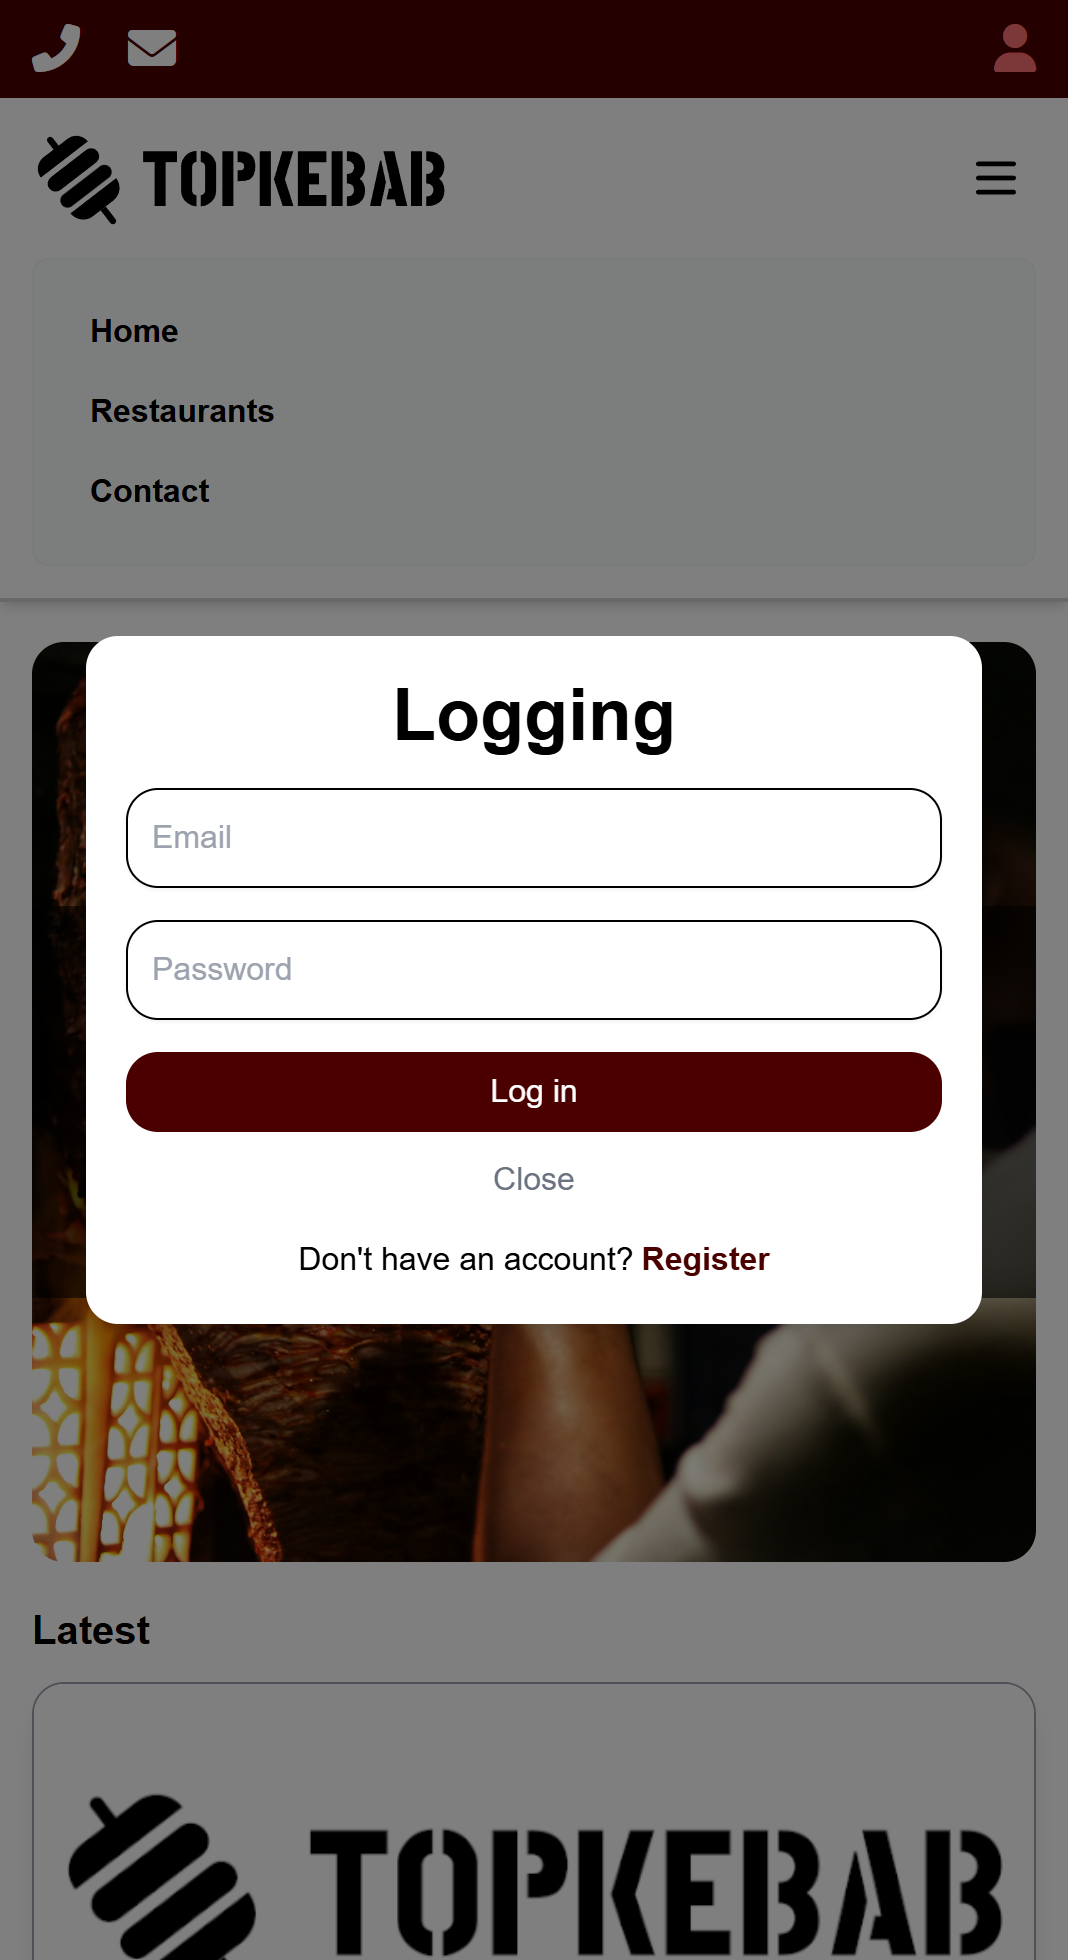 TOPKEBAB
Home
Restaurants
Contact
Logging
Email
Password
Log in
Close
Don't have an account? Register
Latest
TOPKEBAB